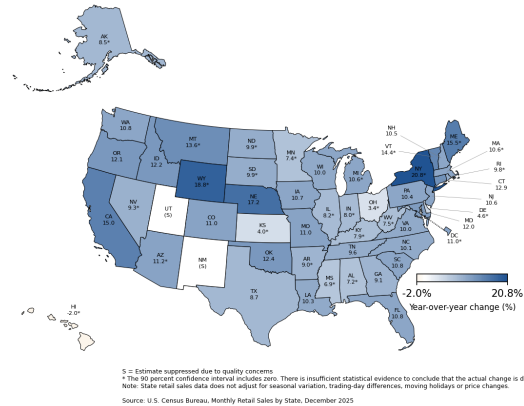 AK
8.5*
WA
10.8
MT
13.6*
ND
9.9*
MN
7.4*
NH
10.5
ME
15.5*
VT
14.4*
MA
10.6*
OR
12.1
ID
12.2
SD
9.9*
WI
10.0
MI
10.6*
NY
20.8*
RI
9.8*
WY
18.8*
CT
12.9
NE
17.2
IA
10.7
PA
10.4
NJ
10.6
NV
9.3*
UT
(S)
IL
8.2*
IN
8.0*
OH
3.4*
DE
4.6*
CA
15.0
CO
11.0
KS
4.0*
MO
11.0
WV
7.5*
VA
10.0
MD
12.0
KY
7.9*
DC
11.0*
AZ
11.2*
NM
(S)
OK
12.4
AR
9.0*
TN
9.6
NC
10.1
SC
10.8
MS
6.9*
AL
7.2*
GA
9.1
TX
8.7
LA
10.3
FL
10.8
HI
-2.0*
-2.0% 20.8%
Year-over-year change (%)
S = Estimate suppressed due to quality concerns
* The 90 percent confidence interval includes zero. There is insufficient statistical evidence to conclude that the actual change is d
Note: State retail sales data does not adjust for seasonal variation, trading-day differences, moving holidays or price changes.
Source: U.S. Census Bureau, Monthly Retail Sales by State, December 2025